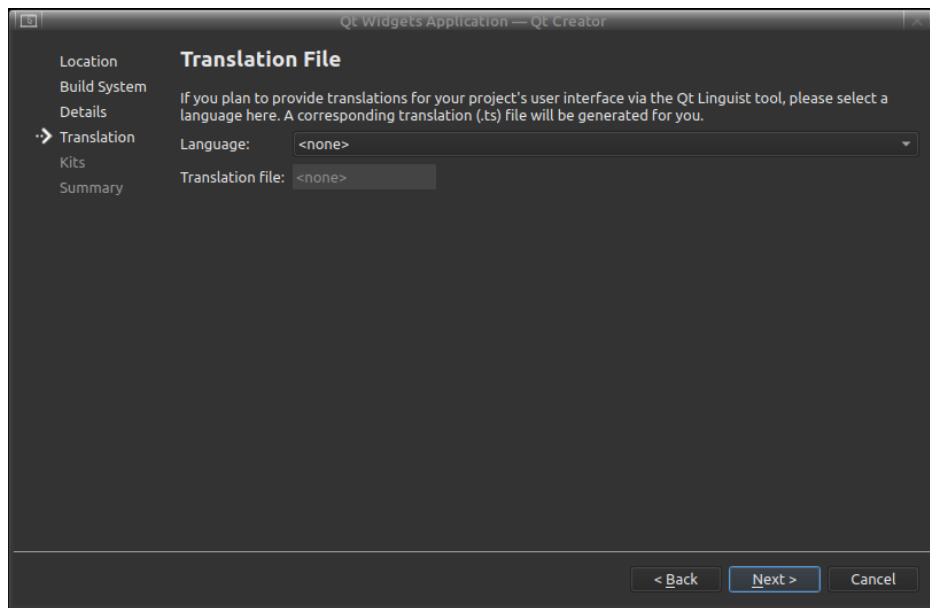 Qt Widgets Application — Qt Creator
Location
Build System
Details
Translation
Kits
Summary
Translation File
If you plan to provide translations for your project's user interface via the Qt Linguist tool, please select a
language here. A corresponding translation (.ts) file will be generated for you.
Language: <none>
Translation file: <none>
< Back Next > Cancel